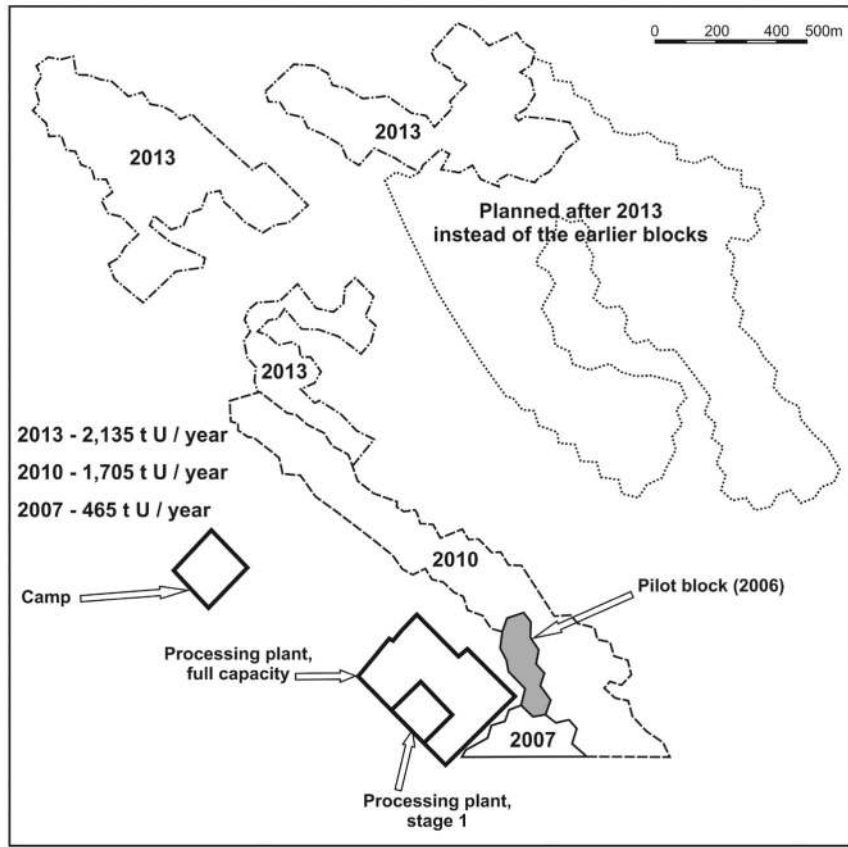 0 200 400 500m
2013
2013
Planned after 2013
instead of the earlier blocks
2013
2013 - 2,135 t U / year
2010 - 1,705 t U / year
2007 - 465 t U / year
2010
Camp
Pilot block (2006)
Processing plant,
full capacity
2007
Processing plant,
stage 1